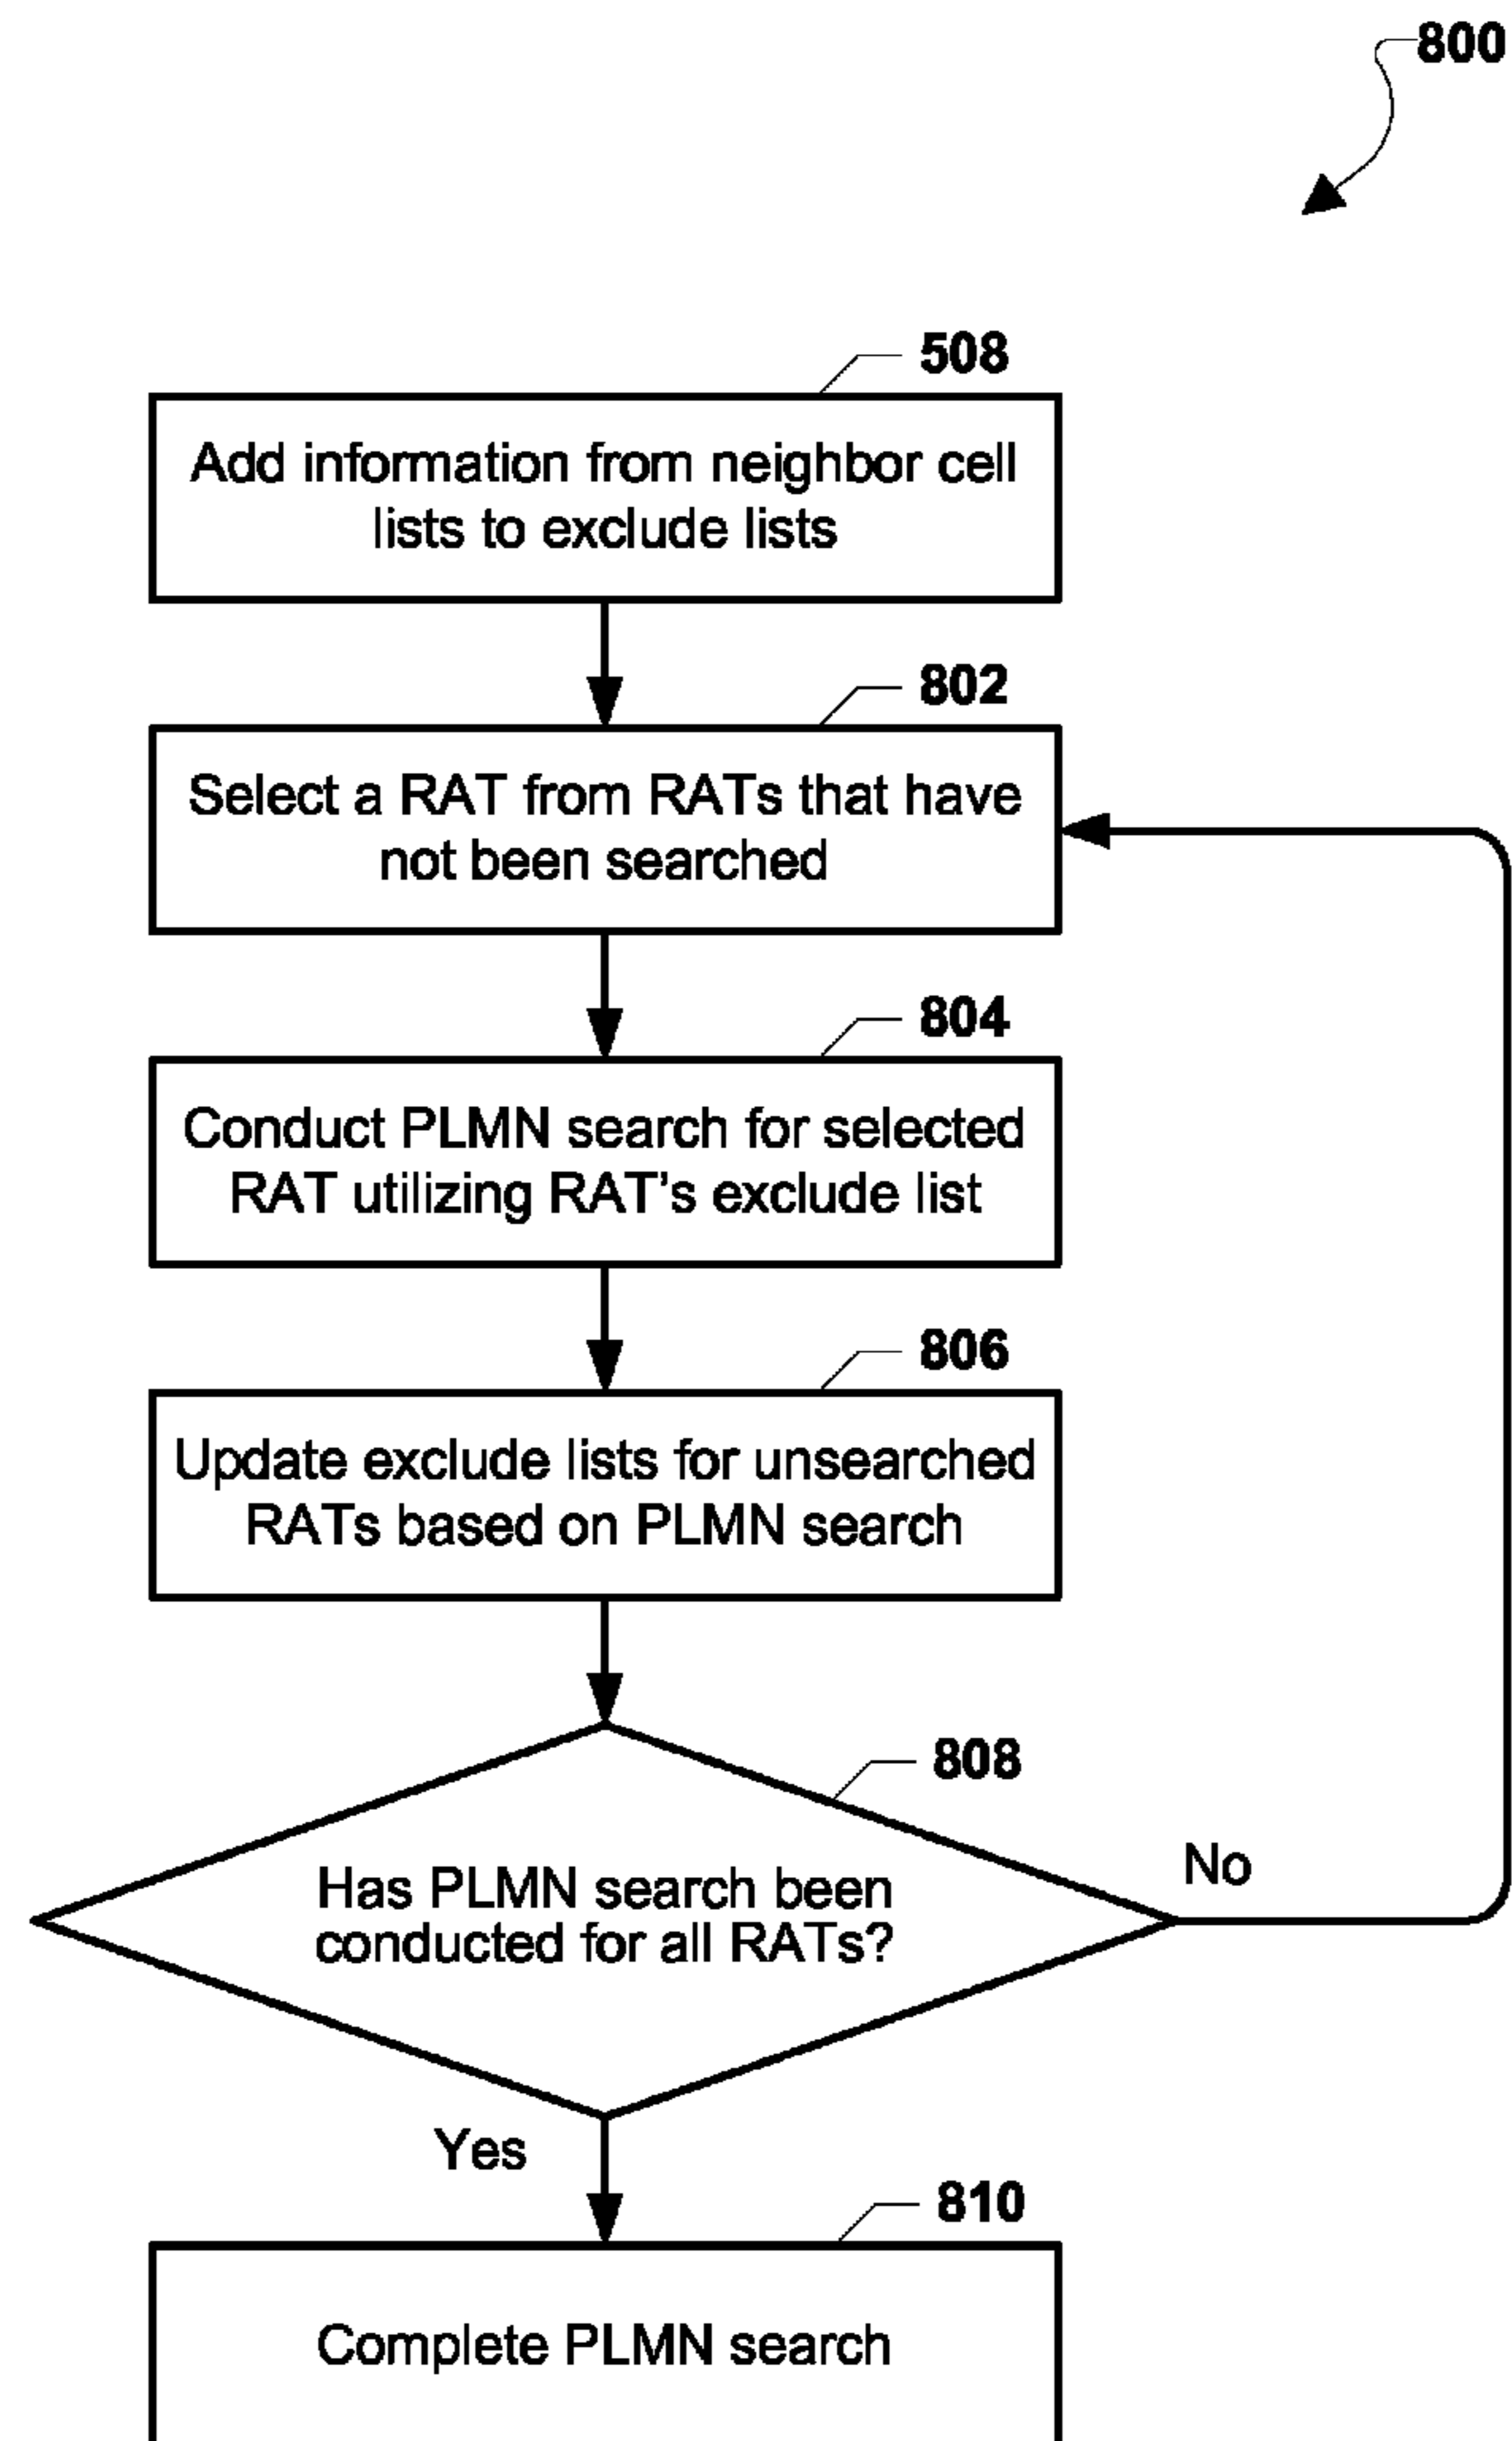 800
508
Add information from neighbor cell
lists to exclude lists
802
Select a RAT from RATs that have
not been searched
804
Conduct PLMN search for selected
RAT utilizing RAT's exclude list
806
Update exclude lists for unsearched
RATs based on PLMN search
808
Has PLMN search been
conducted for all RATs?
No
Yes
810
Complete PLMN search